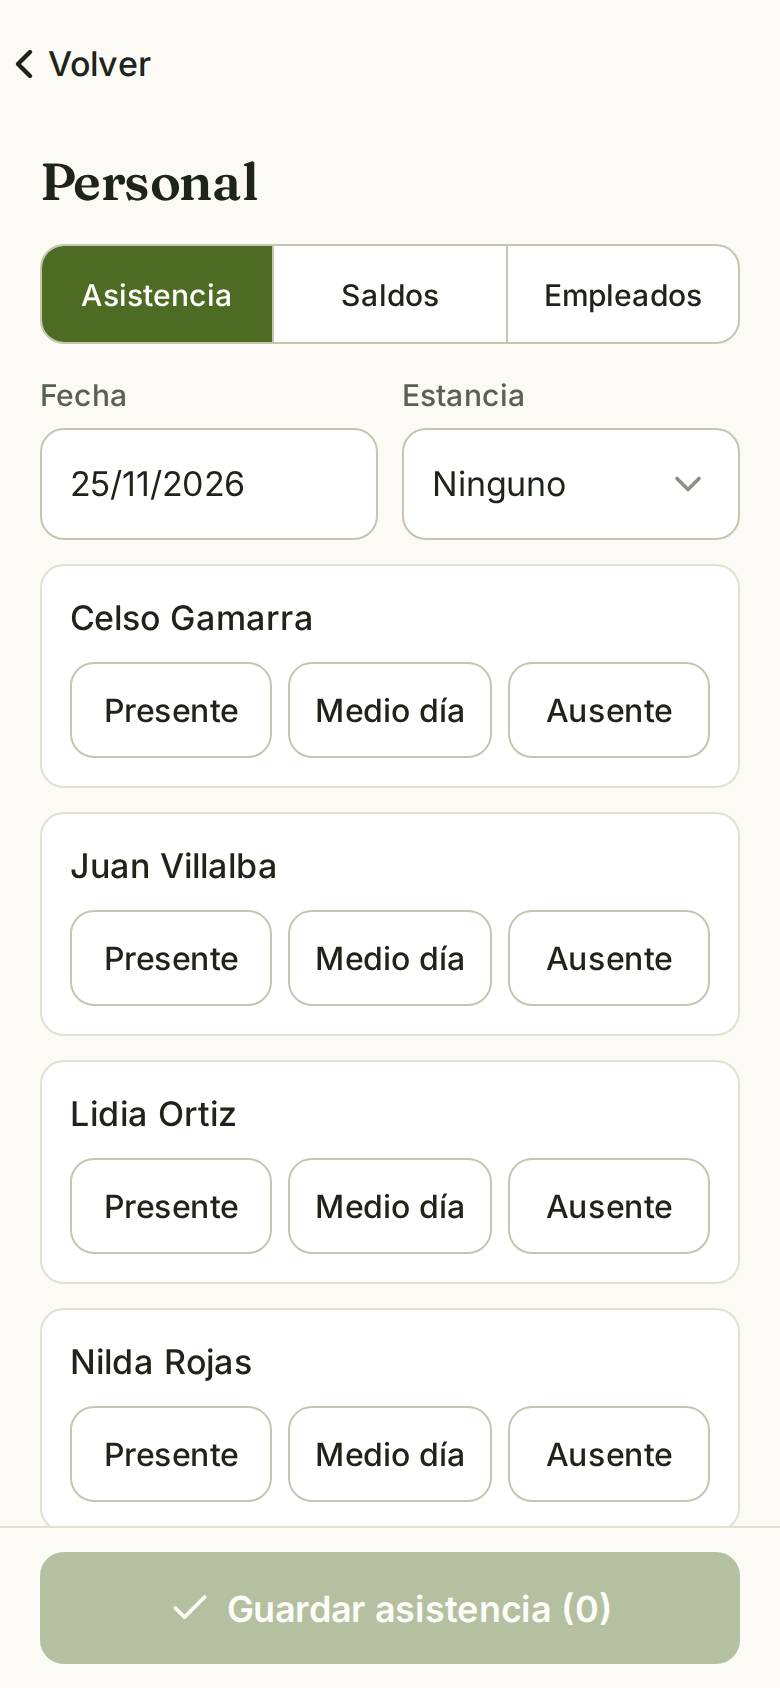 Volver
Personal
Asistencia Saldos Empleados
Fecha Estancia
25/11/2026 Ninguno
Celso Gamarra
Presente Medio día Ausente
Juan Villalba
Presente Medio día Ausente
Lidia Ortiz
Presente Medio día Ausente
Nilda Rojas
Presente Medio día Ausente
Guardar asistencia (0)